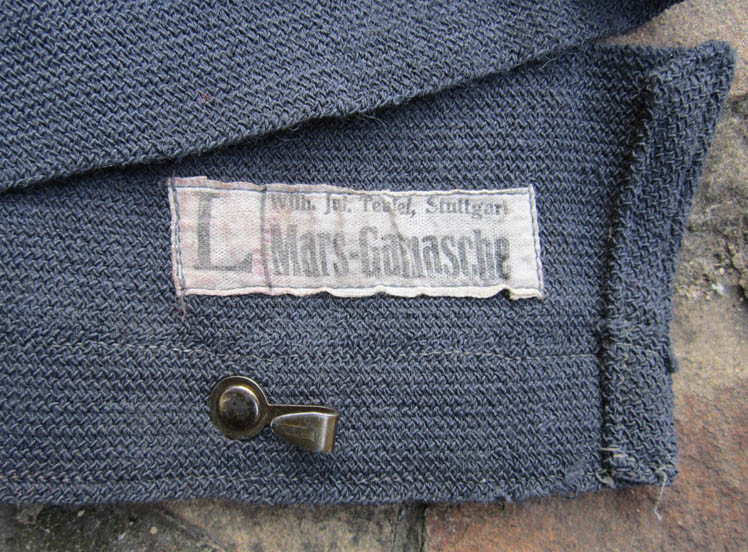 L
Wilh. Jul. Teufel, Stuttgart
Mars-Gamasche